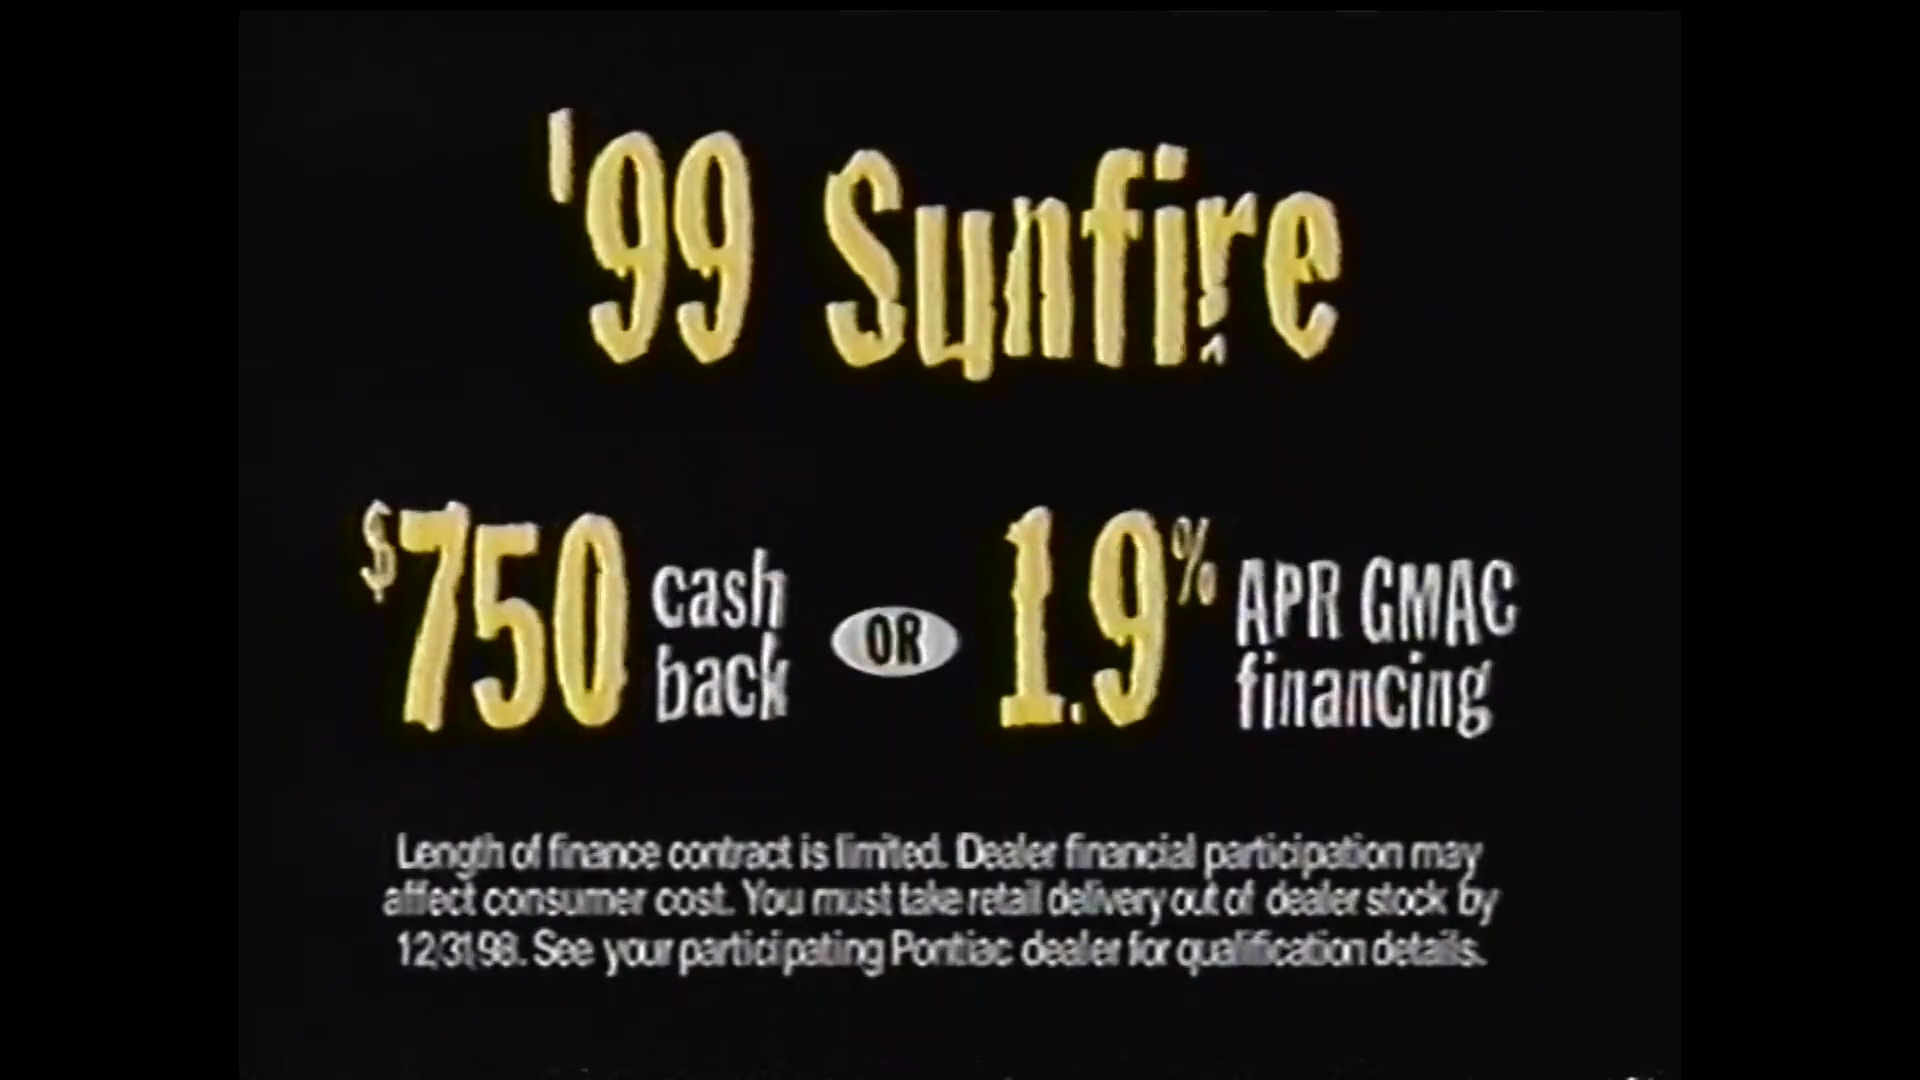 '99 Sunfire
$750 cash back OR 1.9% APR GMAC financing
Length of finance contract is limited. Dealer financial participation may
affect consumer cost. You must take retail delivery out of dealer stock by
12/31/98. See your participating Pontiac dealer for qualification details.